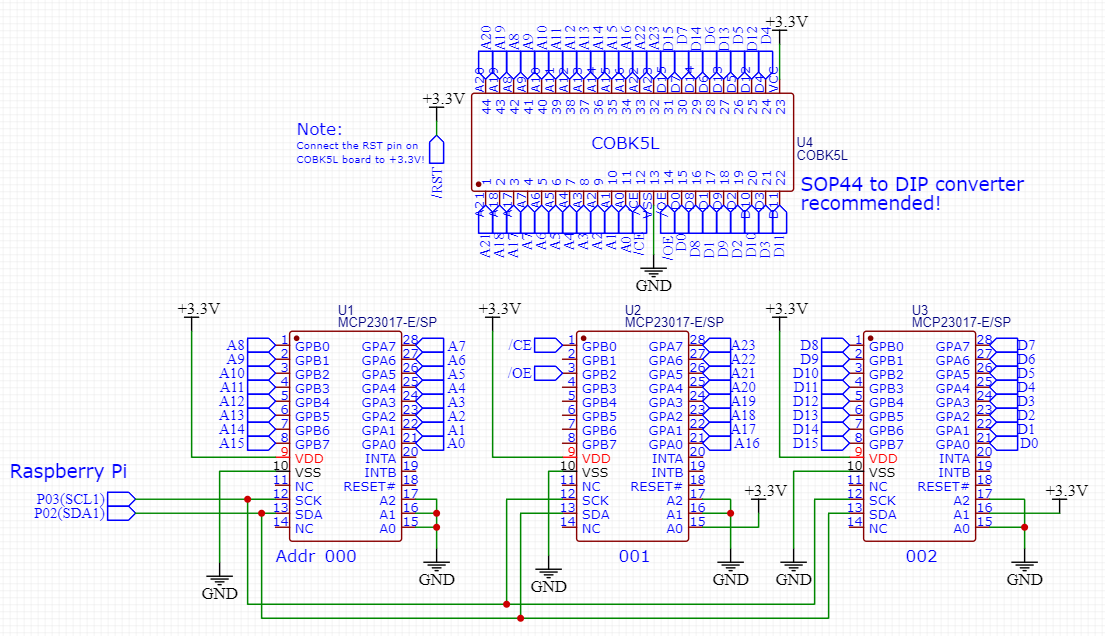 A20 A19 A8 A9 A10 A11 A12 A13 A14 A15 A16 A22 A23 D15 D7 D14 D6 D13 D5 D12 D4 +3.3V
A20 A19 A8 A9 A10 A11 A12 A13 A14 A15 A16 A22 A23 D15 D7 D14 D6 D13 D5 D12 D4 VCC
44 43 42 41 40 39 38 37 36 35 34 33 32 31 30 29 28 27 26 25 24 23
+3.3V
/RST
Note:
Connect the RST pin on
COBK5L board to +3.3V!
COBK5L
U4
COBK5L
1 2 3 4 5 6 7 8 9 10 11 12 13 14 15 16 17 18 19 20 21 22
A21 A18 A17 A7 A6 A5 A4 A3 A2 A1 A0 /CE VSS /OE D0 D8 D1 D9 D2 D10 D3 D11
A21 A18 A17 A7 A6 A5 A4 A3 A2 A1 A0 /CE /OE D0 D8 D1 D9 D2 D10 D3 D11
SOP44 to DIP converter
recommended!
GND
+3.3V
U1
MCP23017-E/SP
A8 1 GPB0 GPA7 28 A7
A9 2 GPB1 GPA6 27 A6
A10 3 GPB2 GPA5 26 A5
A11 4 GPB3 GPA4 25 A4
A12 5 GPB4 GPA3 24 A3
A13 6 GPB5 GPA2 23 A2
A14 7 GPB6 GPA1 22 A1
A15 8 GPB7 GPA0 21 A0
9 VDD INTA 20
10 VSS INTB 19
11 NC RESET# 18
12 SCK A2 17
13 SDA A1 16
14 NC A0 15
Raspberry Pi
P03(SCL1)
P02(SDA1)
Addr 000
GND
GND
+3.3V
U2
MCP23017-E/SP
/CE 1 GPB0 GPA7 28 A23
2 GPB1 GPA6 27 A22
/OE 3 GPB2 GPA5 26 A21
4 GPB3 GPA4 25 A20
5 GPB4 GPA3 24 A19
6 GPB5 GPA2 23 A18
7 GPB6 GPA1 22 A17
8 GPB7 GPA0 21 A16
9 VDD INTA 20
10 VSS INTB 19
11 NC RESET# 18
12 SCK A2 17
13 SDA A1 16
14 NC A0 15
+3.3V
001
GND
GND
+3.3V
U3
MCP23017-E/SP
D8 1 GPB0 GPA7 28 D7
D9 2 GPB1 GPA6 27 D6
D10 3 GPB2 GPA5 26 D5
D11 4 GPB3 GPA4 25 D4
D12 5 GPB4 GPA3 24 D3
D13 6 GPB5 GPA2 23 D2
D14 7 GPB6 GPA1 22 D1
D15 8 GPB7 GPA0 21 D0
9 VDD INTA 20
10 VSS INTB 19
11 NC RESET# 18
12 SCK A2 17
13 SDA A1 16
14 NC A0 15
+3.3V
002
GND
GND